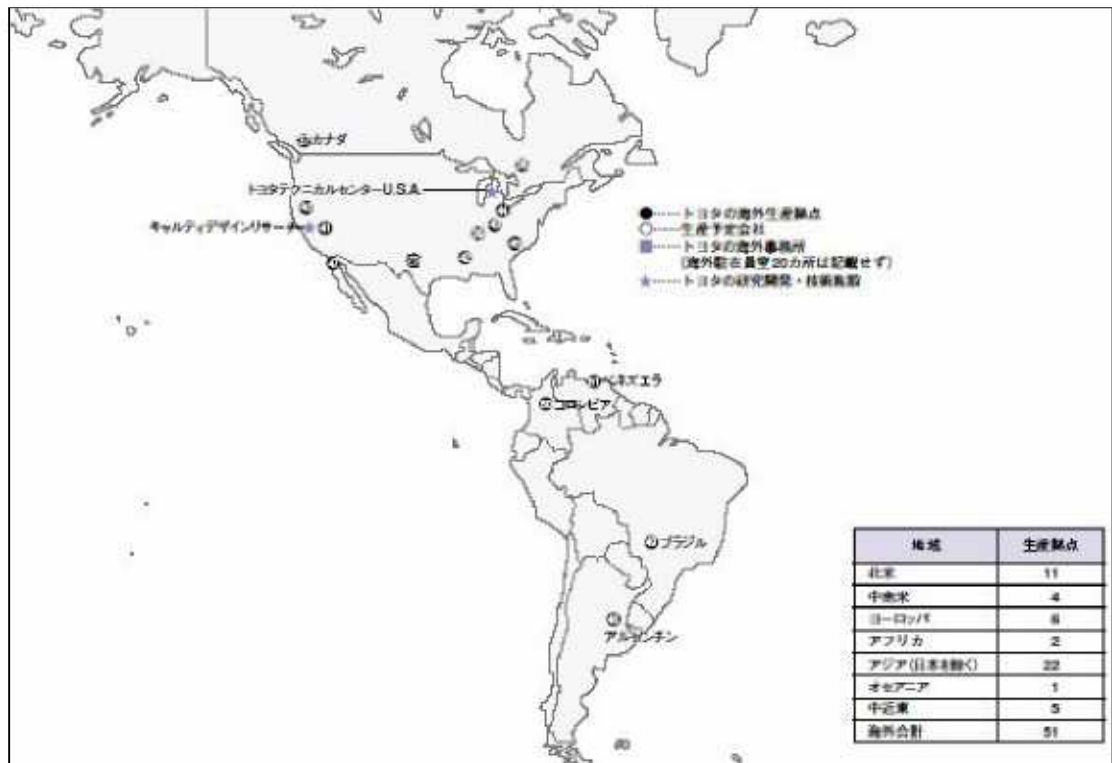 カナダ
トヨタテクニカルセンターU.S.A.
キャルティデザインリサーチ
●……トヨタの海外生産拠点
○……生産予定会社
■……トヨタの海外事務所
(海外駐在員室20カ所は記載せず)
★……トヨタの研究開発・技術施設
ベネズエラ
コロンビア
ブラジル
アルゼンチン
地域 生産拠点
北米 11
中南米 4
ヨーロッパ 6
アフリカ 2
アジア(日本を除く) 22
オセアニア 1
中近東 5
海外合計 51